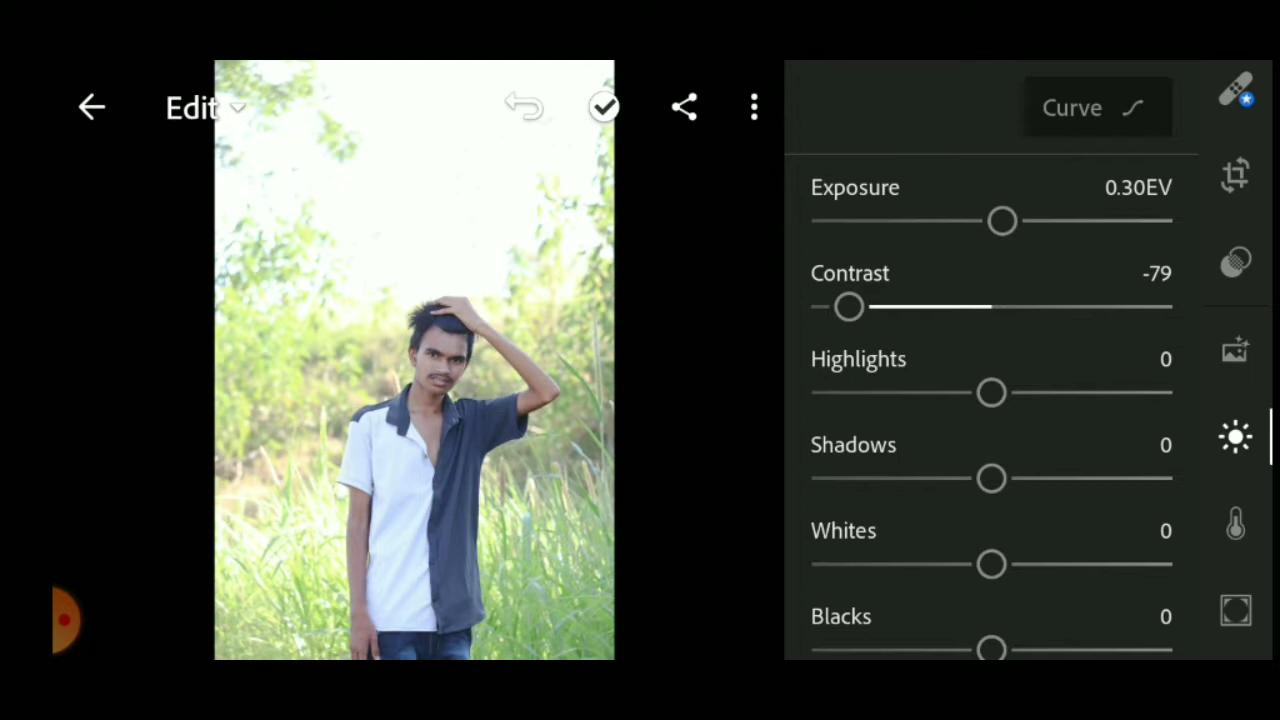 Edit
Curve
Exposure 0.30EV
Contrast -79
Highlights 0
Shadows 0
Whites 0
Blacks 0